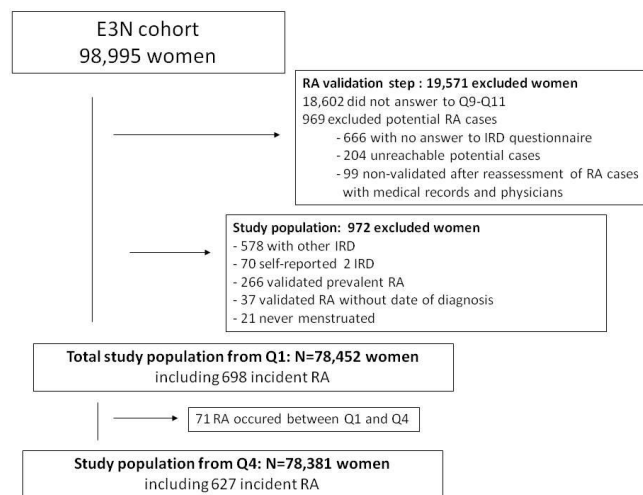 E3N cohort
98,995 women
RA validation step : 19,571 excluded women
18,602 did not answer to Q9-Q11
969 excluded potential RA cases
- 666 with no answer to IRD questionnaire
- 204 unreachable potential cases
- 99 non-validated after reassessment of RA cases
with medical records and physicians
Study population: 972 excluded women
- 578 with other IRD
- 70 self-reported 2 IRD
- 266 validated prevalent RA
- 37 validated RA without date of diagnosis
- 21 never menstruated
Total study population from Q1: N=78,452 women
including 698 incident RA
71 RA occured between Q1 and Q4
Study population from Q4: N=78,381 women
including 627 incident RA